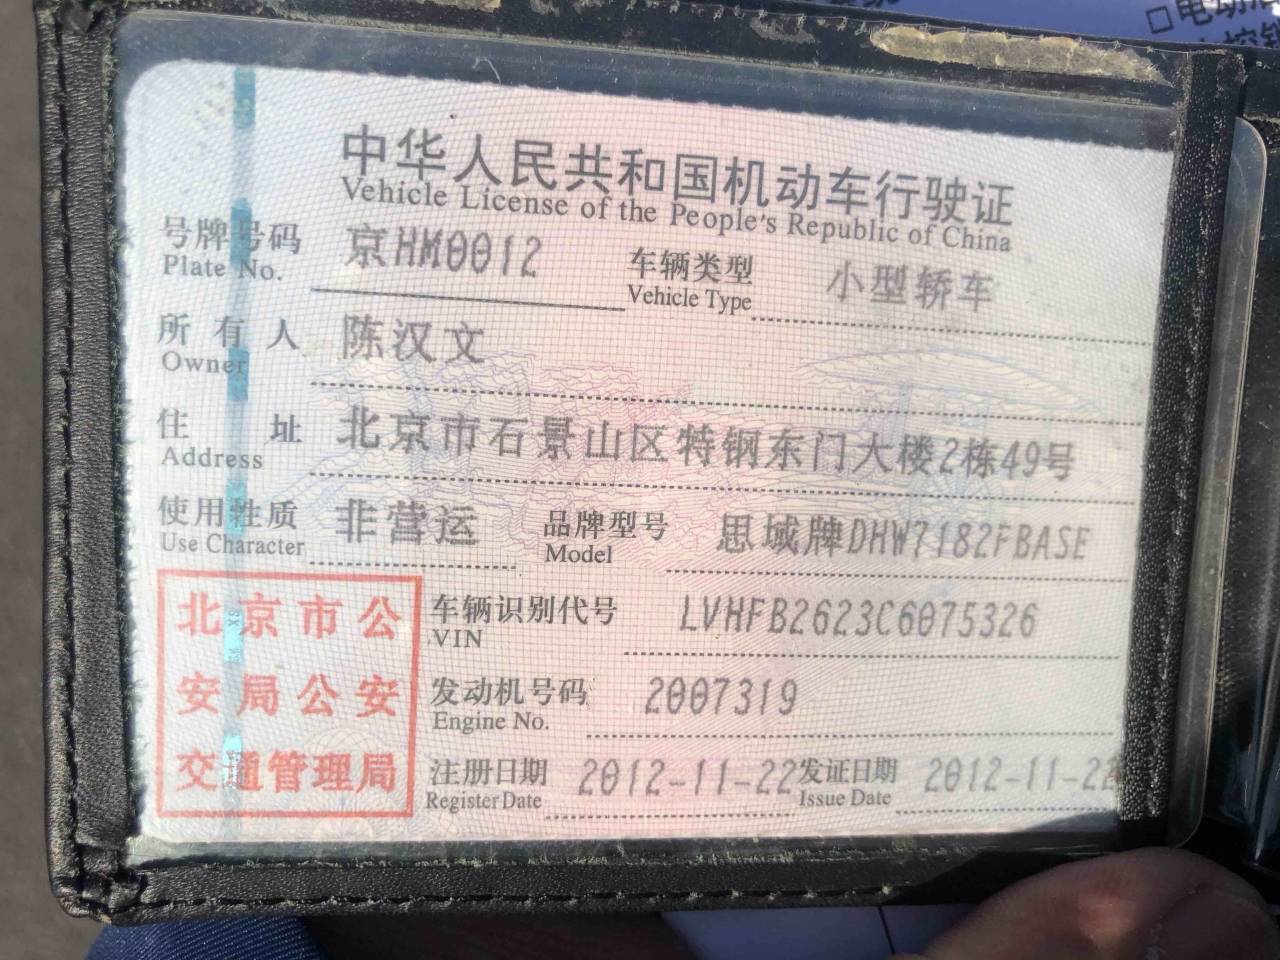 □电动
中华人民共和国机动车行驶证
Vehicle License of the People's Republic of China
号牌号码 京HM0012 车辆类型 小型轿车
Plate No. Vehicle Type
所有人 陈汉文
Owner
住址 北京市石景山区特钢东门大楼2栋49号
Address
使用性质 非营运 品牌型号 思域牌DHW7182FBASE
Use Character Model
北京市公
安局公安
交通管理局
车辆识别代号 LVHFB2623C6075326
VIN
发动机号码 2007319
Engine No.
注册日期 2012-11-22 发证日期 2012-11-22
Register Date Issue Date